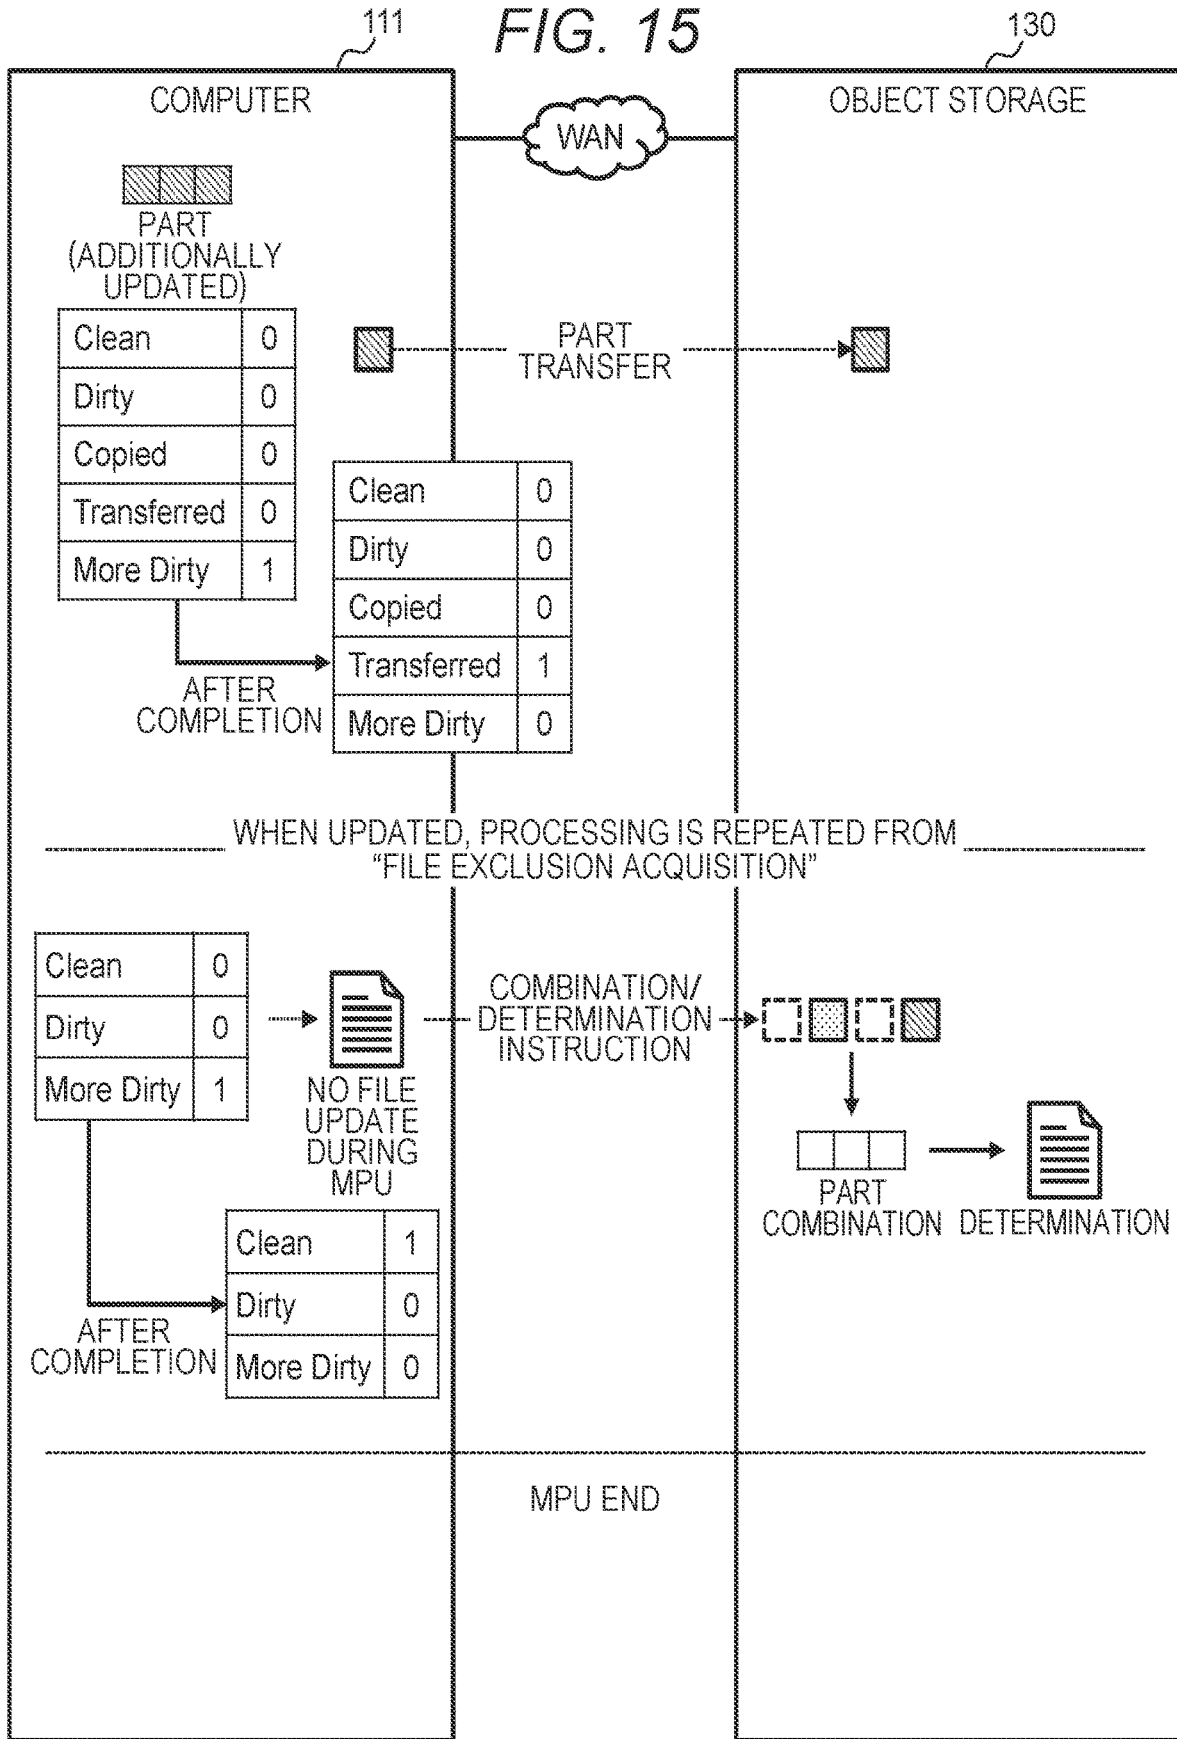 FIG. 15
111
130
COMPUTER
WAN
OBJECT STORAGE
PART
(ADDITIONALLY
UPDATED)
Clean 0
Dirty 0
Copied 0
Transferred 0
More Dirty 1
PART
TRANSFER
AFTER
COMPLETION
Clean 0
Dirty 0
Copied 0
Transferred 1
More Dirty 0
WHEN UPDATED, PROCESSING IS REPEATED FROM
"FILE EXCLUSION ACQUISITION"
Clean 0
Dirty 0
More Dirty 1
NO FILE
UPDATE
DURING
MPU
COMBINATION/
DETERMINATION
INSTRUCTION
PART
COMBINATION
DETERMINATION
AFTER
COMPLETION
Clean 1
Dirty 0
More Dirty 0
MPU END